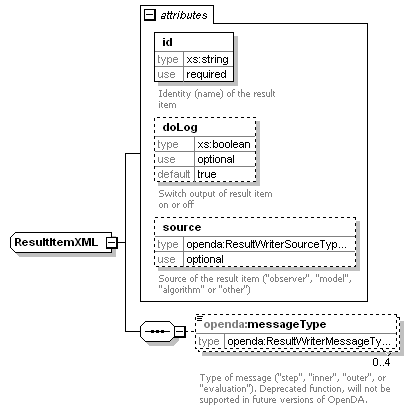 attributes
id
type xs:string
use required
Identity (name) of the result
item
doLog
type xs:boolean
use optional
default true
Switch output of result item
on or off
source
type openda:ResultWriterSourceTyp...
use optional
Source of the result item ("observer", "model",
"algorithm" or "other")
ResultItemXML
openda:messageType
type openda:ResultWriterMessageTy...
0..4
Type of message ("step", "inner", "outer", or
"evaluation"). Deprecated function, will not be
supported in future versions of OpenDA.